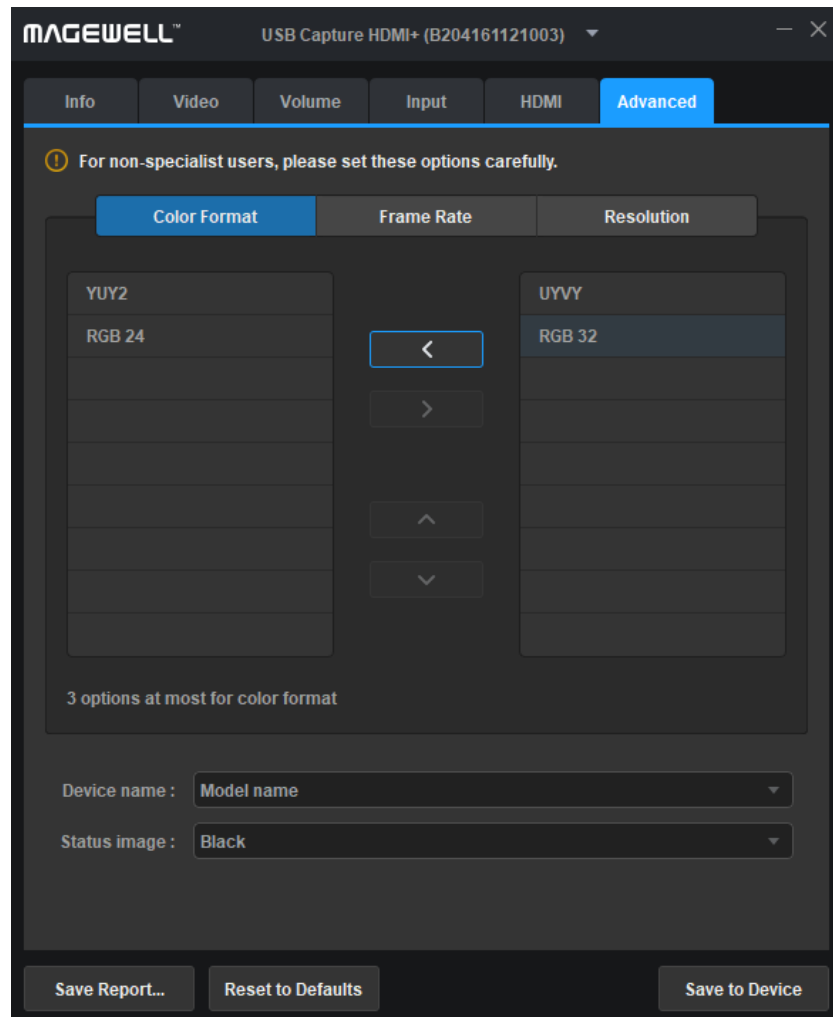 MAGEWELL™ USB Capture HDMI+ (B204161121003)
Info Video Volume Input HDMI Advanced
For non-specialist users, please set these options carefully.
Color Format Frame Rate Resolution
YUY2 UYVY
RGB 24 RGB 32
3 options at most for color format
Device name : Model name
Status image : Black
Save Report... Reset to Defaults Save to Device